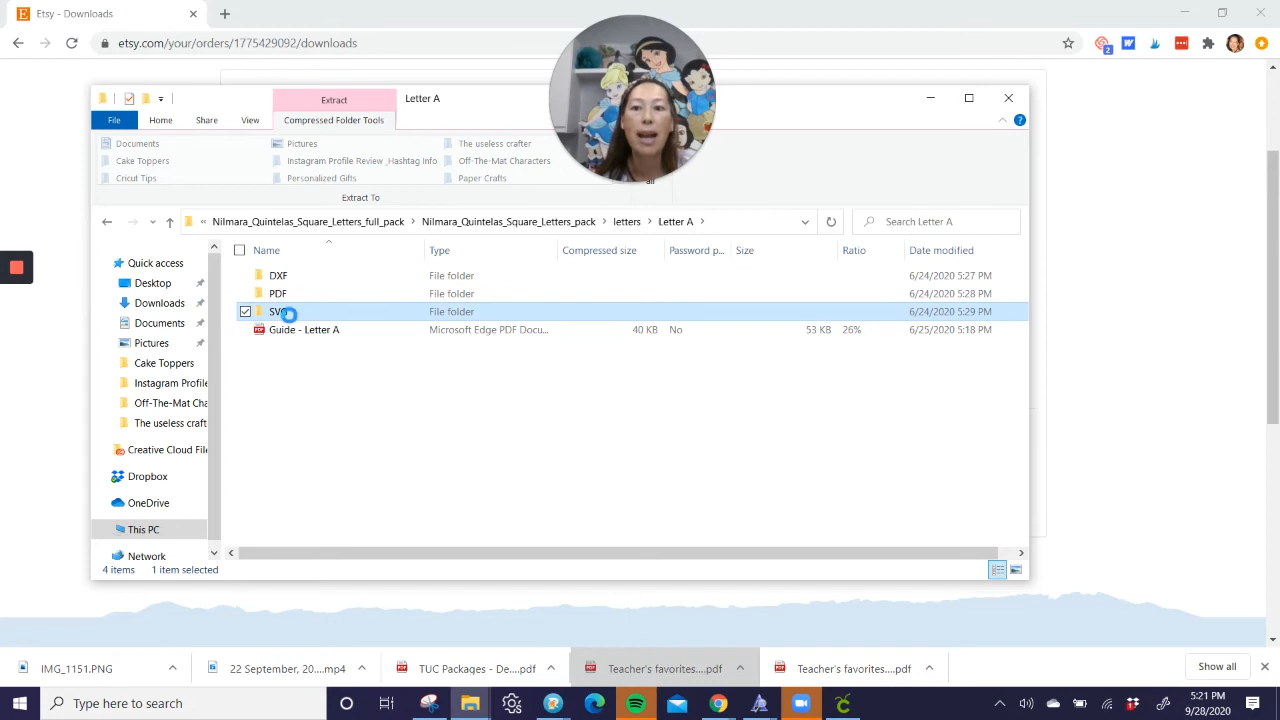 Etsy - Downloads
etsy.com/your/orders/1775429092/downloads
2
Extract
Letter A
File
Home
Share
View
Compressed Folder Tools
Documents
Pictures
The useless crafter
Cake Toppers
Instagram Profile Review ,Hashtag Info
Off-The-Mat Characters
Cricut Tips
Personalized Gifts
Paper Crafts
all
Extract To
« Nilmara_Quintelas_Square_Letters_full_pack > Nilmara_Quintelas_Square_Letters_pack > letters > Letter A >
Search Letter A
Name
Type
Compressed size
Password p...
Size
Ratio
Date modified
DXF
File folder
6/24/2020 5:27 PM
PDF
File folder
6/24/2020 5:28 PM
SVG
File folder
6/24/2020 5:29 PM
Guide - Letter A
Microsoft Edge PDF Docu...
40 KB
No
53 KB
26%
6/25/2020 5:18 PM
Quick access
Desktop
Downloads
Documents
Pictures
Cake Toppers
Instagram Profile
Off-The-Mat Cha
The useless craft
Creative Cloud File
Dropbox
OneDrive
This PC
Network
4 items
1 item selected
IMG_1151.PNG
22 September, 20....mp4
TUC Packages - De....pdf
Teacher's favorites....pdf
Teacher's favorites....pdf
Show all
Type here to search
5:21 PM
9/28/2020